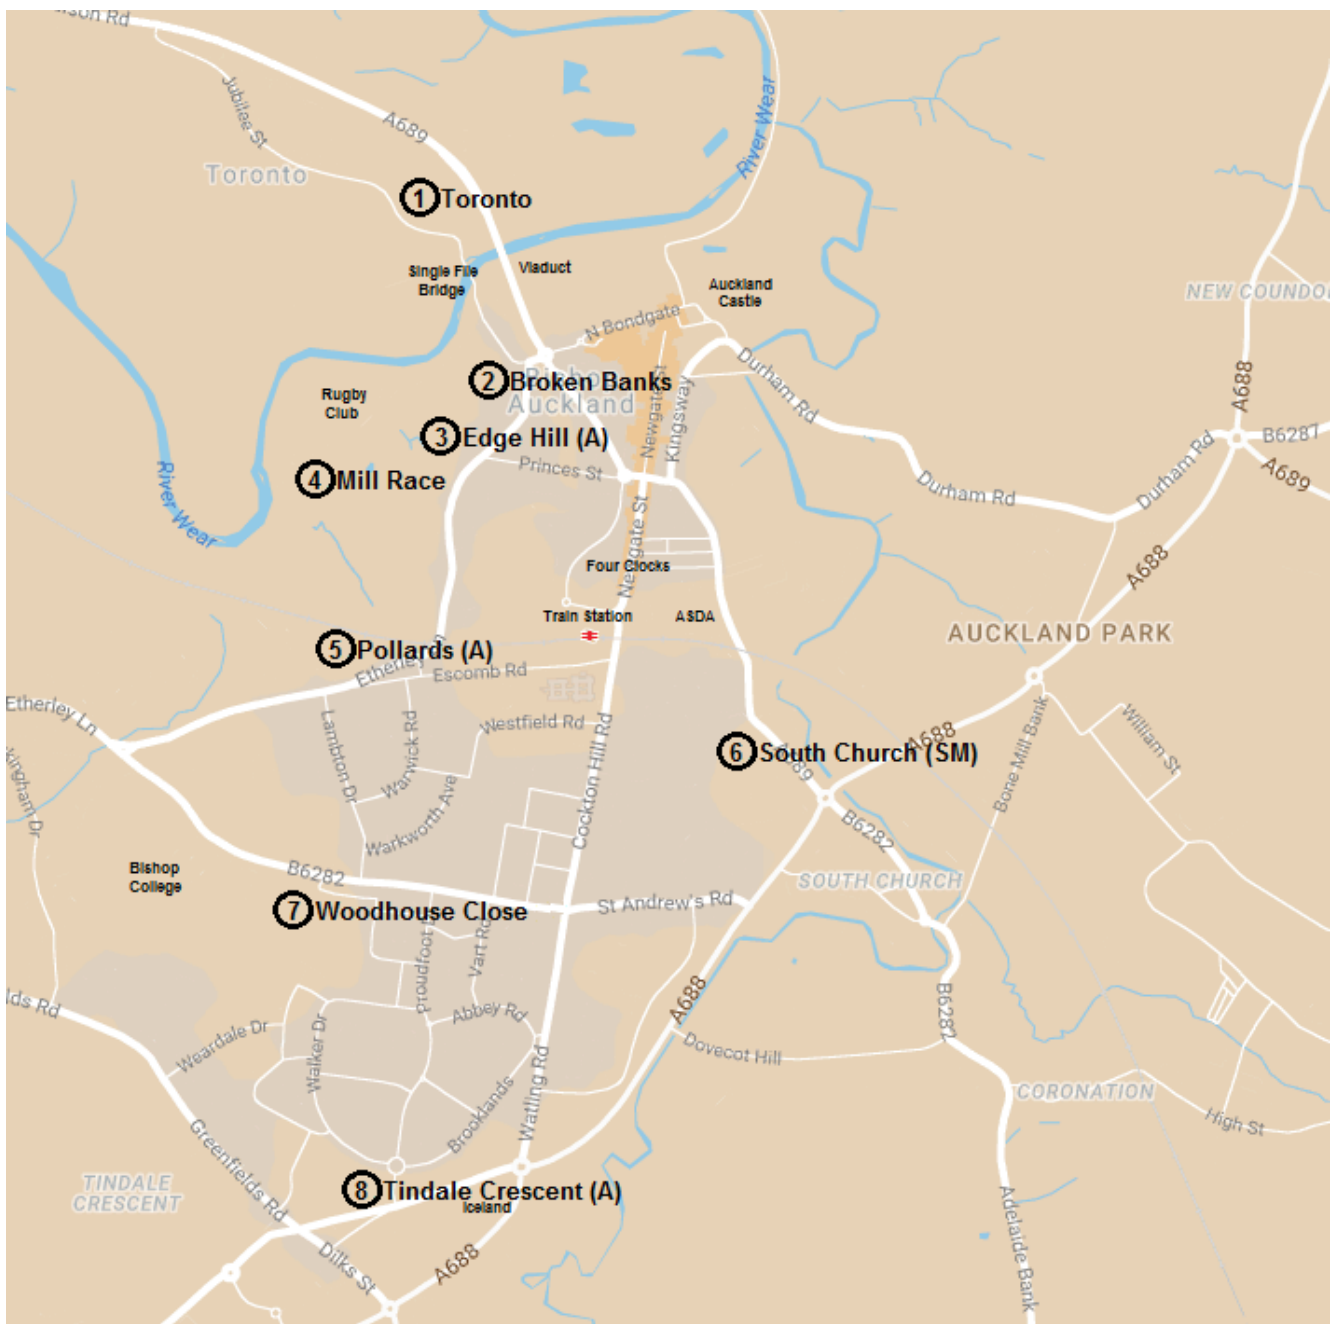 A689
Jubilee St
River Wear
Toronto
1 Toronto
Single File
Bridge
Viaduct
Auckland
Castle
NEW COUNDO
N Bondgate
Durham Rd
2 Broken Banks
Auckland
Rugby
Club
Newgate St
Kingsway
A688
3 Edge Hill (A)
B6287
Princes St
4 Mill Race
A689
Durham Rd
Durham Rd
River Wear
Newgate St
Four Clocks
A688
Train Station
ASDA
AUCKLAND PARK
5 Pollards (A)
Escomb Rd
Etherley Ln
Lambton Dr
Warwick Rd
Westfield Rd
Cockton Hill Rd
William St
Bone Mill Bank
A688
6 South Church (SM)
A689
Warkworth Ave
B6282
Bishop
College
B6282
SOUTH CHURCH
St Andrew's Rd
7 Woodhouse Close
Vart Rd
A688
B6282
Abbey Rd
Weardale Dr
Walker Dr
Dovecot Hill
Watling Rd
Brooklands
CORONATION
High St
Greenfields Rd
TINDALE
CRESCENT
8 Tindale Crescent (A)
Iceland
Adelaide Bank
Dilks St
A688